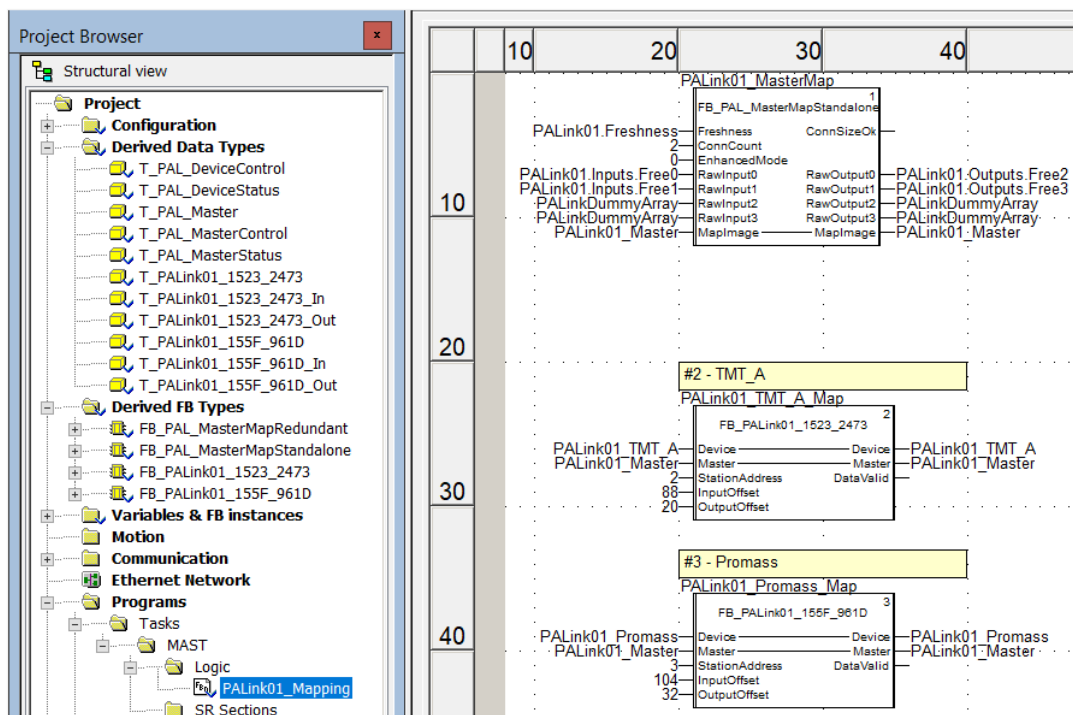 Project Browser
x
Structural view
Project
Configuration
Derived Data Types
T_PAL_DeviceControl
T_PAL_DeviceStatus
T_PAL_Master
T_PAL_MasterControl
T_PAL_MasterStatus
T_PALink01_1523_2473
T_PALink01_1523_2473_In
T_PALink01_1523_2473_Out
T_PALink01_155F_961D
T_PALink01_155F_961D_In
T_PALink01_155F_961D_Out
Derived FB Types
FB_PAL_MasterMapRedundant
FB_PAL_MasterMapStandalone
FB_PALink01_1523_2473
FB_PALink01_155F_961D
Variables & FB instances
Motion
Communication
Ethernet Network
Programs
Tasks
MAST
Logic
FBD PALink01_Mapping
SR Sections
10 20 30 40
PALink01_MasterMap
1
FB_PAL_MasterMapStandalone
PALink01.Freshness Freshness ConnSizeOk
2 ConnCount
0 EnhancedMode
PALink01.Inputs.Free0 RawInput0 RawOutput0 PALink01.Outputs.Free2
PALink01.Inputs.Free1 RawInput1 RawOutput1 PALink01.Outputs.Free3
10 PALinkDummyArray RawInput2 RawOutput2 PALinkDummyArray
PALinkDummyArray RawInput3 RawOutput3 PALinkDummyArray
PALink01_Master MapImage MapImage PALink01_Master
20
#2 - TMT_A
PALink01_TMT_A_Map
2
FB_PALink01_1523_2473
PALink01_TMT_A Device Device PALink01_TMT_A
PALink01_Master Master Master PALink01_Master
2 StationAddress DataValid
30 88 InputOffset
20 OutputOffset
#3 - Promass
PALink01_Promass_Map
3
FB_PALink01_155F_961D
40 PALink01_Promass Device Device PALink01_Promass
PALink01_Master Master Master PALink01_Master
3 StationAddress DataValid
104 InputOffset
32 OutputOffset